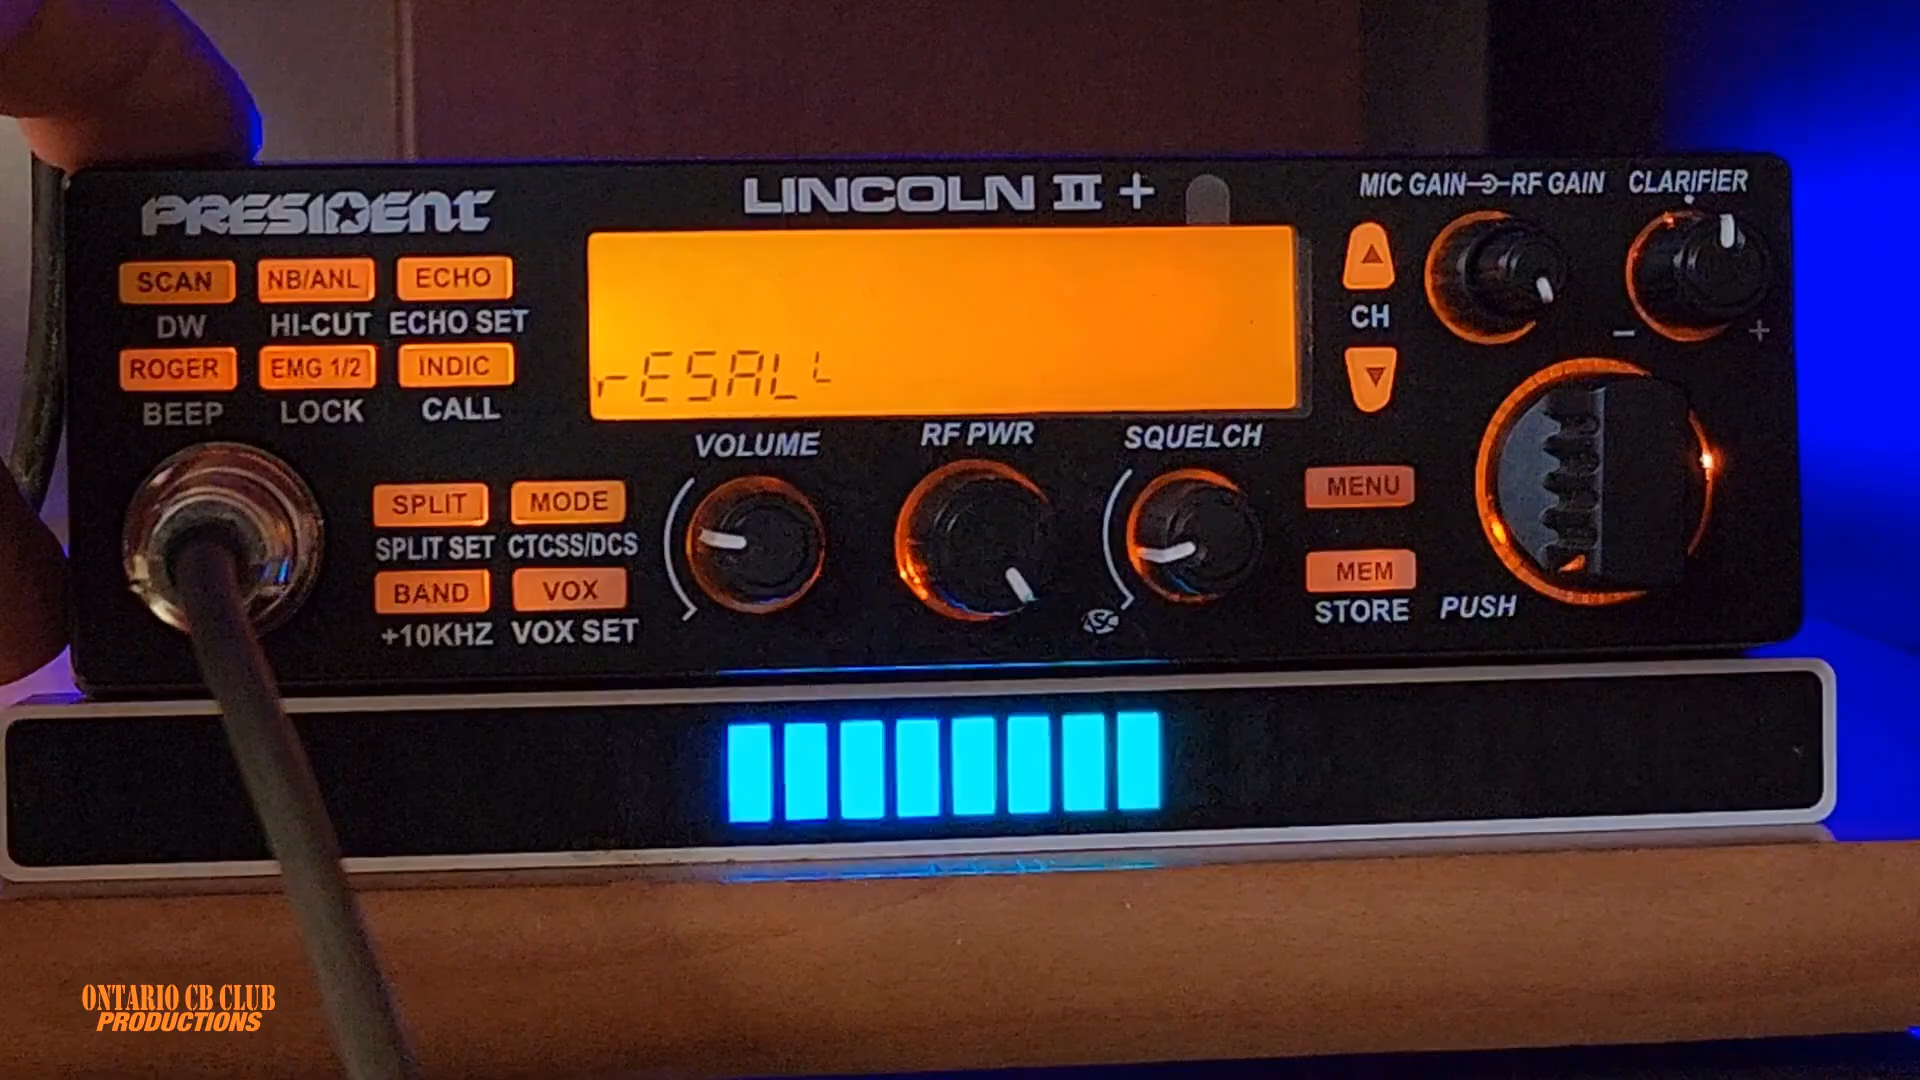 PRESIDENT
LINCOLN II +
MIC GAIN RF GAIN
CLARIFIER
SCAN NB/ANL ECHO
DW HI-CUT ECHO SET
ROGER EMG 1/2 INDIC
BEEP LOCK CALL
rESALL
CH
- +
VOLUME RF PWR SQUELCH
SPLIT MODE
SPLIT SET CTCSS/DCS
BAND VOX
+10KHZ VOX SET
MENU
MEM
STORE PUSH
ONTARIO CB CLUB
PRODUCTIONS